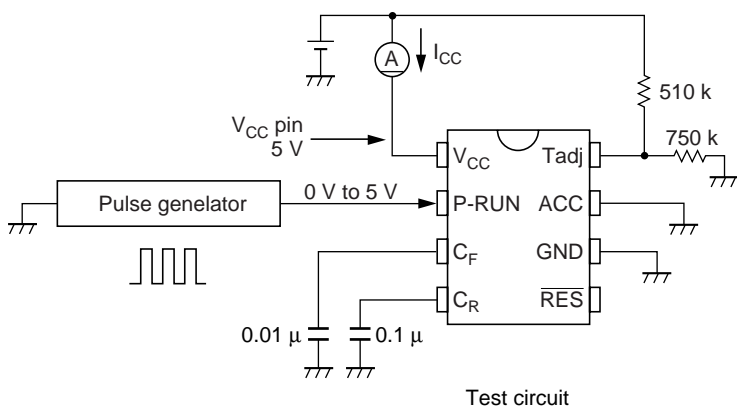 A
I_CC
510 k
V_CC pin
5 V
750 k
V_CC
Tadj
Pulse genelator
0 V to 5 V
P-RUN
ACC
C_F
GND
C_R
RES
0.01 μ
0.1 μ
Test circuit